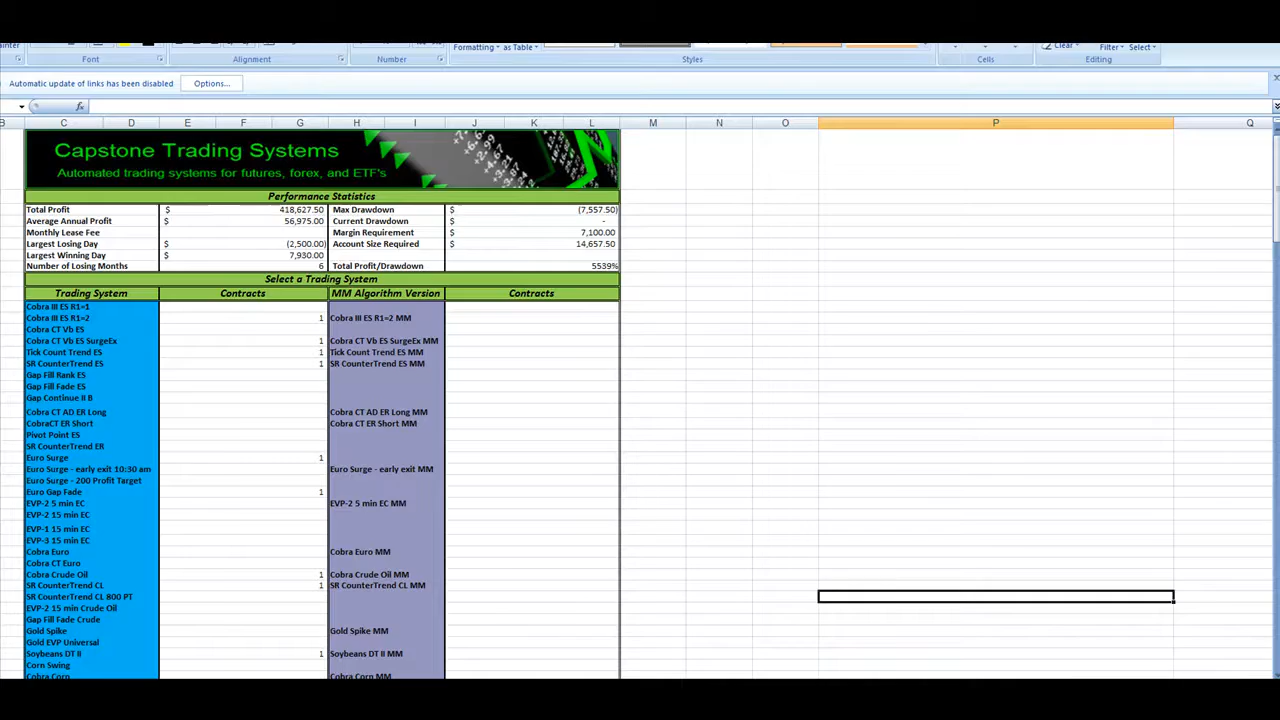 Formatting as Table Clear Filter Select
Font Alignment Number Styles Cells Editing
Automatic update of links has been disabled Options...
fx
B C D E F G H I J K L M N O P Q
Capstone Trading Systems
Automated trading systems for futures, forex, and ETF's
Performance Statistics
Total Profit $ 418,627.50 Max Drawdown $ (7,557.50)
Average Annual Profit $ 56,975.00 Current Drawdown $ -
Monthly Lease Fee Margin Requirement $ 7,100.00
Largest Losing Day $ (2,500.00) Account Size Required $ 14,657.50
Largest Winning Day $ 7,930.00
Number of Losing Months 6 Total Profit/Drawdown 5539%
Select a Trading System
Trading System Contracts MM Algorithm Version Contracts
Cobra III ES R1=1
Cobra III ES R1=2 1 Cobra III ES R1=2 MM
Cobra CT Vb ES
Cobra CT Vb ES SurgeEx 1 Cobra CT Vb ES SurgeEx MM
Tick Count Trend ES 1 Tick Count Trend ES MM
SR CounterTrend ES 1 SR CounterTrend ES MM
Gap Fill Rank ES
Gap Fill Fade ES
Gap Continue II B
Cobra CT AD ER Long Cobra CT AD ER Long MM
CobraCT ER Short Cobra CT ER Short MM
Pivot Point ES
SR CounterTrend ER
Euro Surge 1
Euro Surge - early exit 10:30 am Euro Surge - early exit MM
Euro Surge - 200 Profit Target
Euro Gap Fade 1
EVP-2 5 min EC EVP-2 5 min EC MM
EVP-2 15 min EC
EVP-1 15 min EC
EVP-3 15 min EC
Cobra Euro Cobra Euro MM
Cobra CT Euro
Cobra Crude Oil 1 Cobra Crude Oil MM
SR CounterTrend CL 1 SR CounterTrend CL MM
SR CounterTrend CL 800 PT
EVP-2 15 min Crude Oil
Gap Fill Fade Crude
Gold Spike Gold Spike MM
Gold EVP Universal
Soybeans DT II 1 Soybeans DT II MM
Corn Swing
Cobra Corn Cobra Corn MM